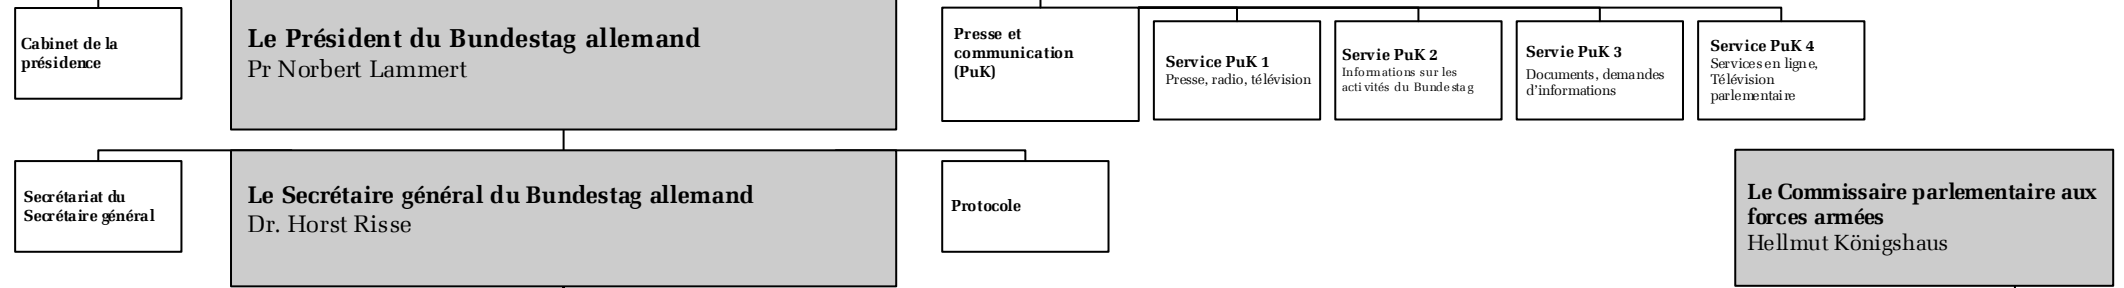 Cabinet de la
présidence
Le Président du Bundestag allemand
Pr Norbert Lammert
Presse et
communication
(PuK)
Service PuK 1
Presse, radio, télévision
Servie PuK 2
Informations sur les
activités du Bundestag
Servie PuK 3
Documents, demandes
d'informations
Service PuK 4
Services en ligne,
Télévision
parlementaire
Secrétariat du
Secrétaire général
Le Secrétaire général du Bundestag allemand
Dr. Horst Risse
Protocole
Le Commissaire parlementaire aux
forces armées
Hellmut Königshaus